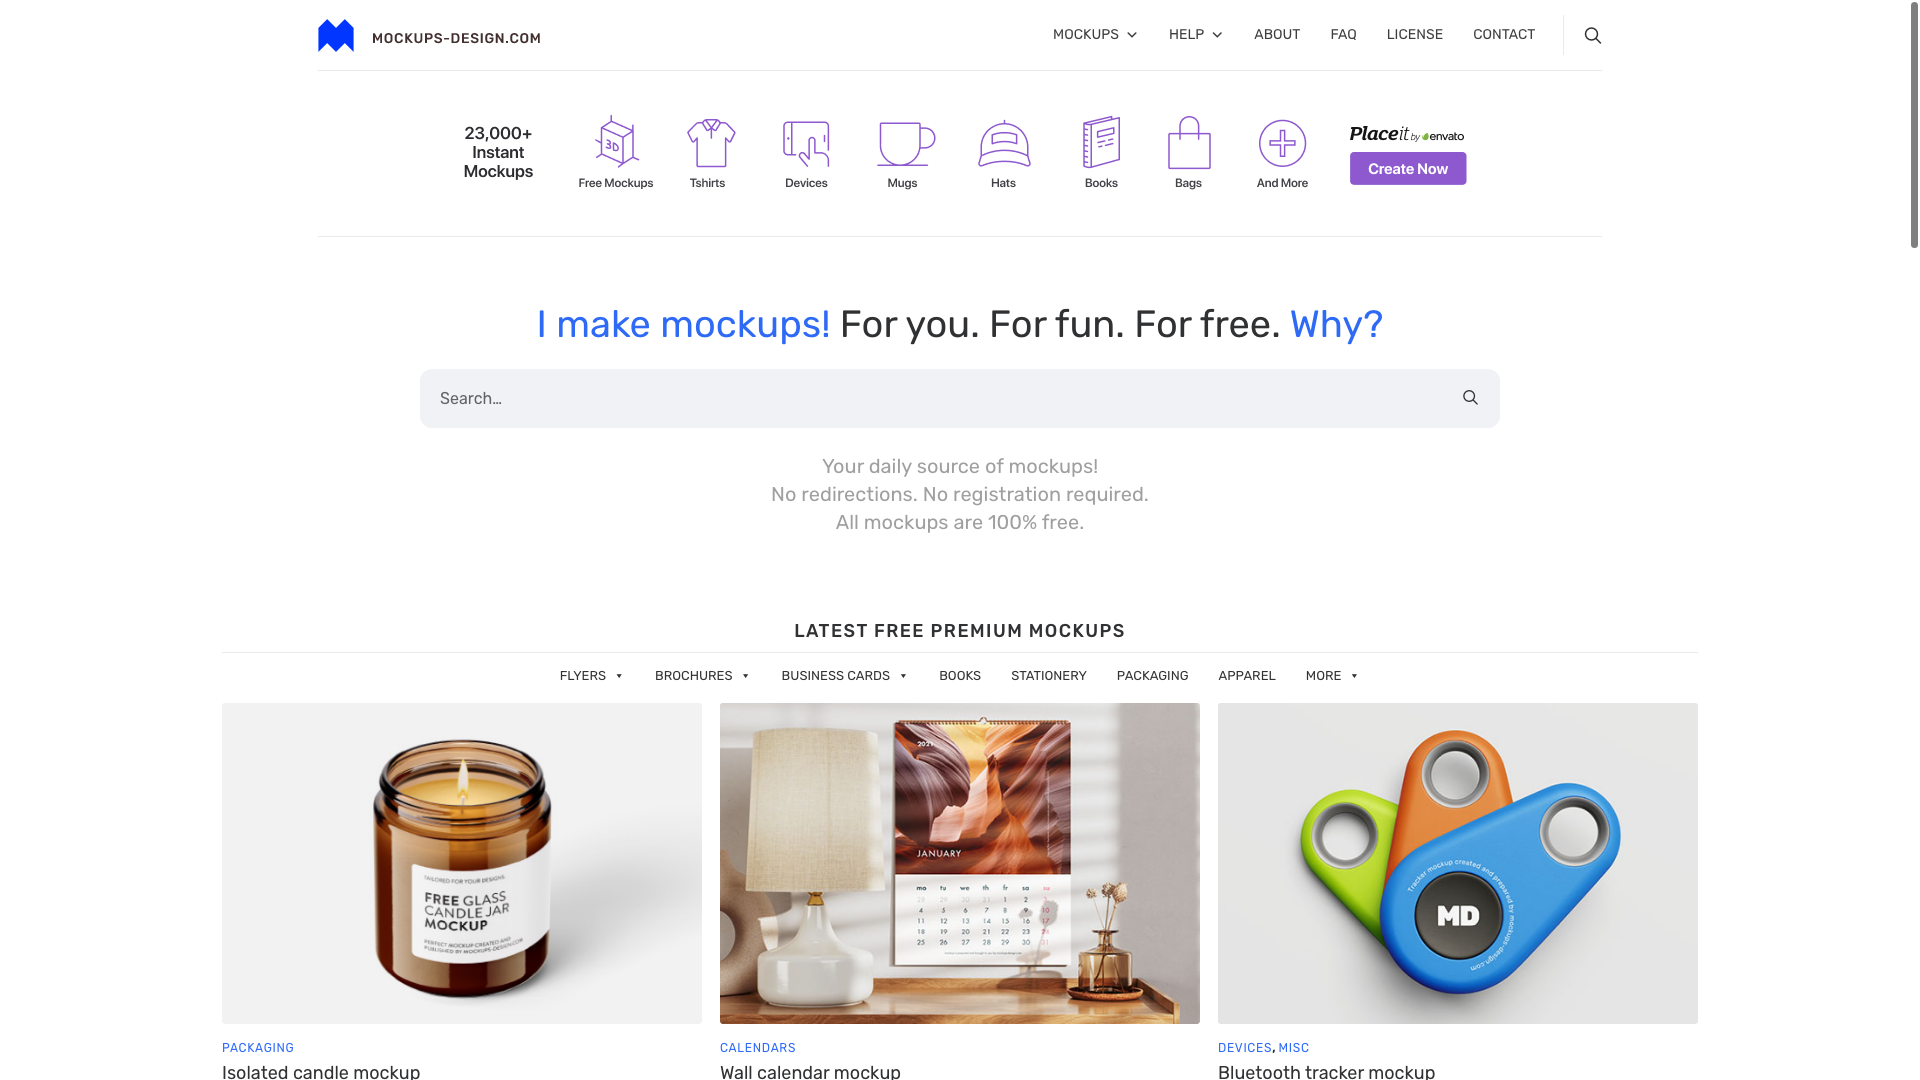 MOCKUPS-DESIGN.COM
MOCKUPS HELP ABOUT FAQ LICENSE CONTACT
23,000+
Instant
Mockups
3D
Free Mockups
Tshirts
Devices
Mugs
Hats
Books
Bags
And More
Placeit by envato
Create Now
I make mockups! For you. For fun. For free. Why?
Search…
Your daily source of mockups!
No redirections. No registration required.
All mockups are 100% free.
LATEST FREE PREMIUM MOCKUPS
FLYERS BROCHURES BUSINESS CARDS BOOKS STATIONERY PACKAGING APPAREL MORE
TAILORED FOR YOUR DESIGNS.
FREE GLASS
CANDLE JAR
MOCKUP
PERFECT MOCKUP CREATED AND
PUBLISHED BY MOCKUPS-DESIGN.COM
PACKAGING
Isolated candle mockup
2021
JANUARY
mo tu we th fr sa su
28 29 30 31 1 2 3
4 5 6 7 8 9 10
11 12 13 14 15 16 17
18 19 20 21 22 23 24
25 26 27 28 29 30 31
CALENDARS
Wall calendar mockup
Tracker mockup created and prepared by mockups-design.com
MD
DEVICES, MISC
Bluetooth tracker mockup